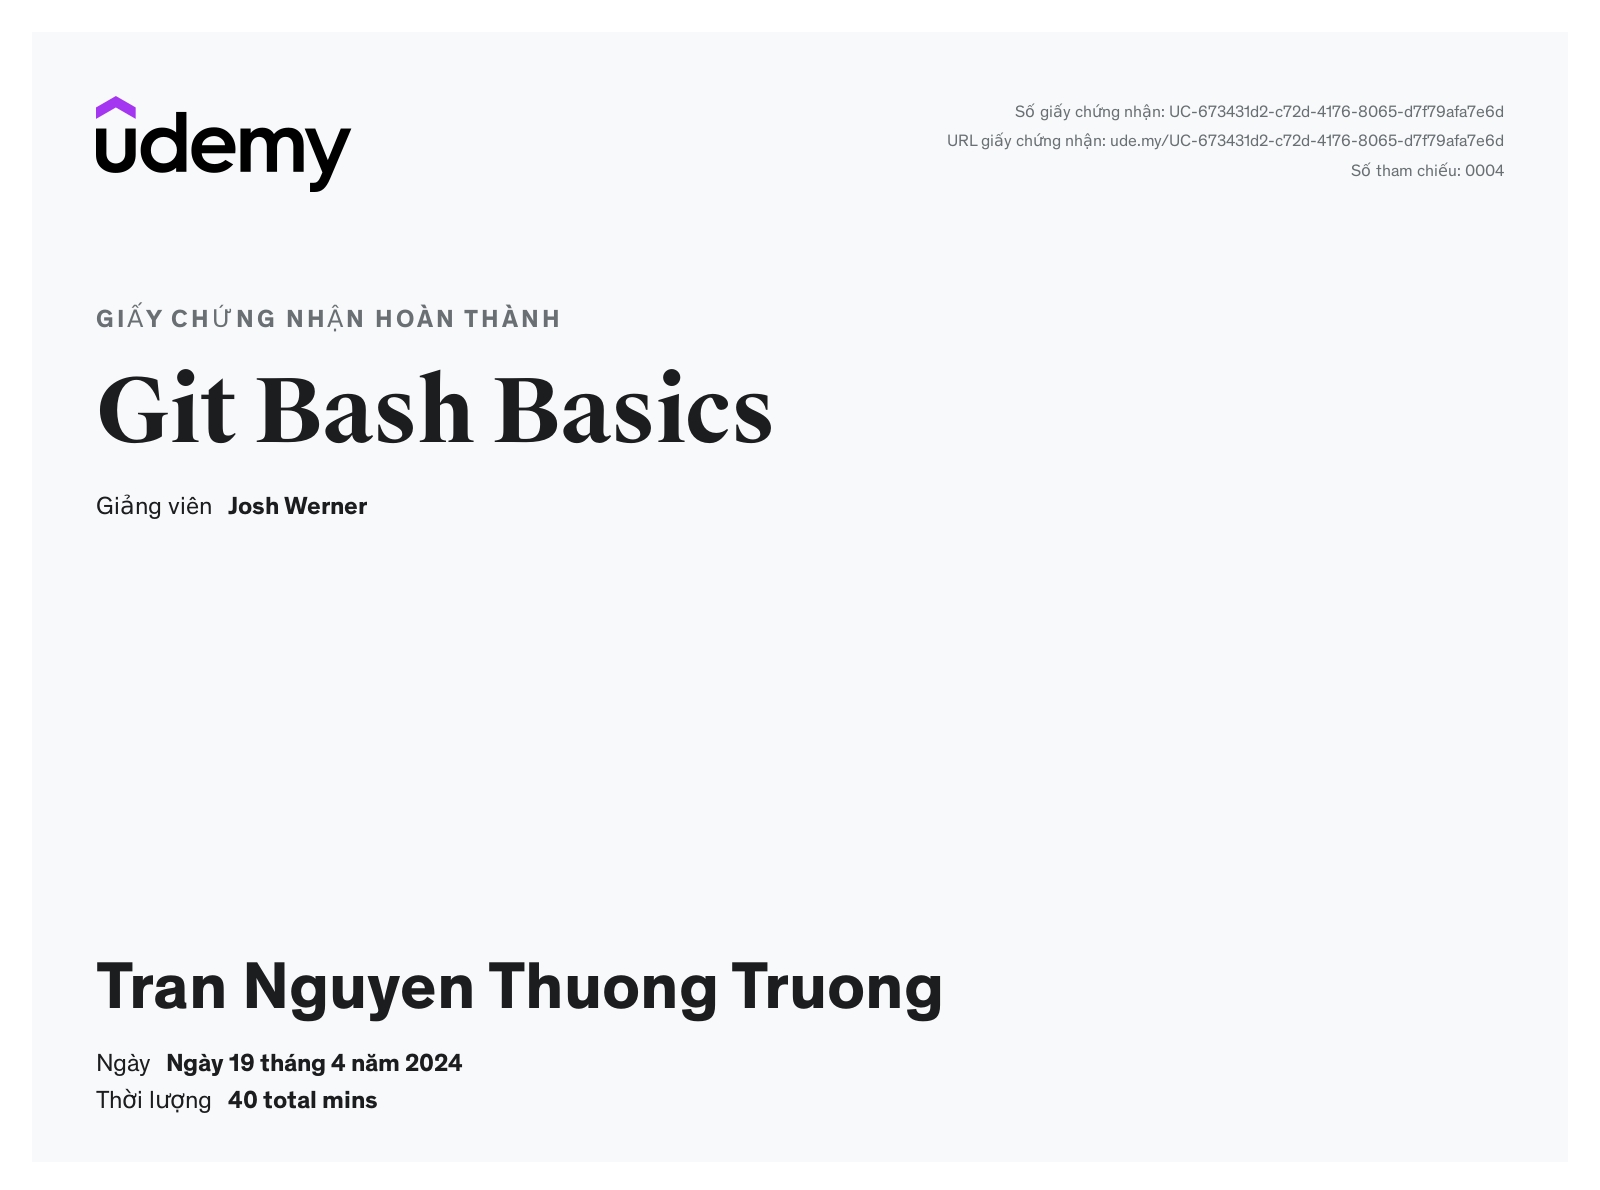 udemy
Số giấy chứng nhận: UC-673431d2-c72d-4176-8065-d7f79afa7e6d
URL giấy chứng nhận: ude.my/UC-673431d2-c72d-4176-8065-d7f79afa7e6d
Số tham chiếu: 0004
GIẤY CHỨNG NHẬN HOÀN THÀNH
Git Bash Basics
Giảng viên Josh Werner
Tran Nguyen Thuong Truong
Ngày Ngày 19 tháng 4 năm 2024
Thời lượng 40 total mins